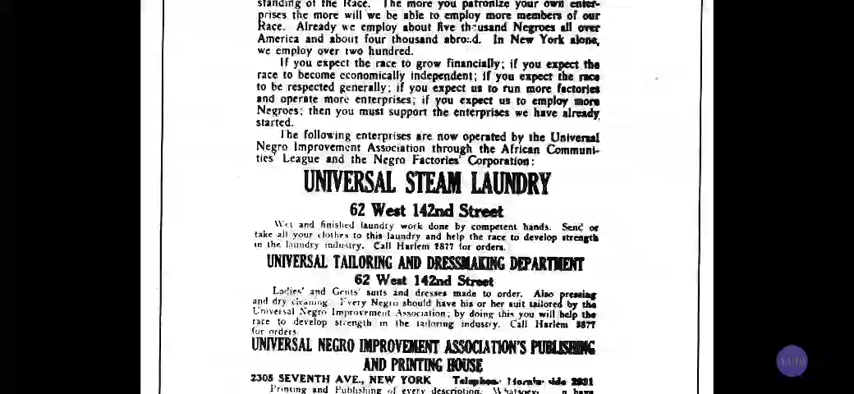 standing of the Race. The more you patronize your own enter-
prises the more will we be able to employ more members of our
Race. Already we employ about five thousand Negroes all over
America and about four thousand abroad. In New York alone,
we employ over two hundred.
If you expect the race to grow financially; if you expect the
race to become economically independent; if you expect the race
to be respected generally; if you expect us to run more factories
and operate more enterprises; if you expect us to employ more
Negroes; then you must support the enterprises we have already
started.
The following enterprises are now operated by the Universal
Negro Improvement Association through the African Communi-
ties' League and the Negro Factories' Corporation:
UNIVERSAL STEAM LAUNDRY
62 West 142nd Street
Wet and finished laundry work done by competent hands. Send or
take all your clothes to this laundry and help the race to develop strength
in the laundry industry. Call Harlem 2877 for orders.
UNIVERSAL TAILORING AND DRESSMAKING DEPARTMENT
62 West 142nd Street
Ladies' and Gents' suits and dresses made to order. Also pressing
and dry cleaning. Every Negro should have his or her suit tailored by the
Universal Negro Improvement Association; by doing this you will help the
race to develop strength in the tailoring industry. Call Harlem 2877
for orders.
UNIVERSAL NEGRO IMPROVEMENT ASSOCIATION'S PUBLISHING
AND PRINTING HOUSE
2305 SEVENTH AVE., NEW YORK Telephone
Printing and Publishing of every description. have